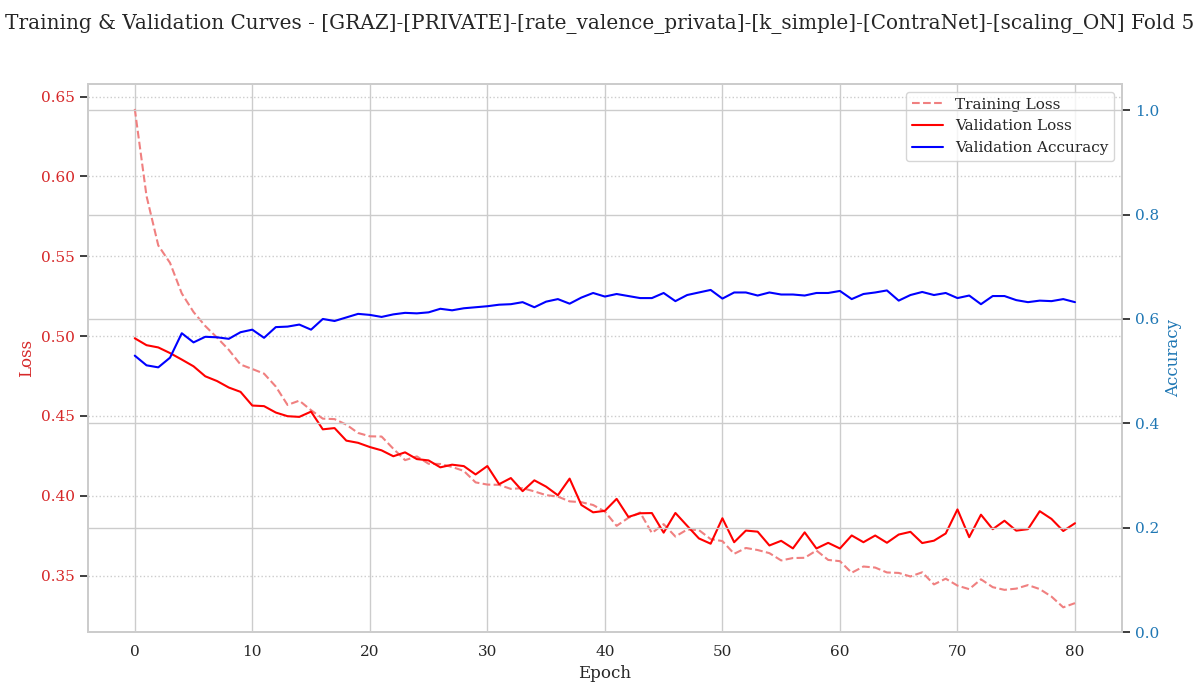 Training & Validation Curves - [GRAZ]-[PRIVATE]-[rate_valence_privata]-[k_simple]-[ContraNet]-[scaling_ON] Fold 5
Training Loss
Validation Loss
Validation Accuracy
0.65
0.60
0.55
0.50
0.45
0.40
0.35
Loss
1.0
0.8
0.6
0.4
0.2
0.0
Accuracy
0 10 20 30 40 50 60 70 80
Epoch